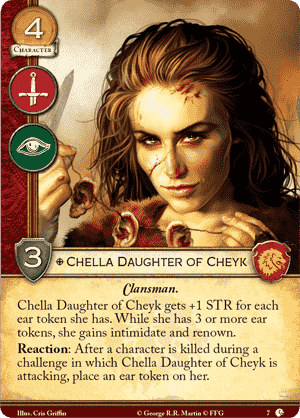 4
Character
3
Chella Daughter of Cheyk
Clansman.
Chella Daughter of Cheyk gets +1 STR for each
ear token she has. While she has 3 or more ear
tokens, she gains intimidate and renown.
Reaction: After a character is killed during a
challenge in which Chella Daughter of Cheyk is
attacking, place an ear token on her.
Illus. Cris Griffin © George R.R. Martin © FFG 7